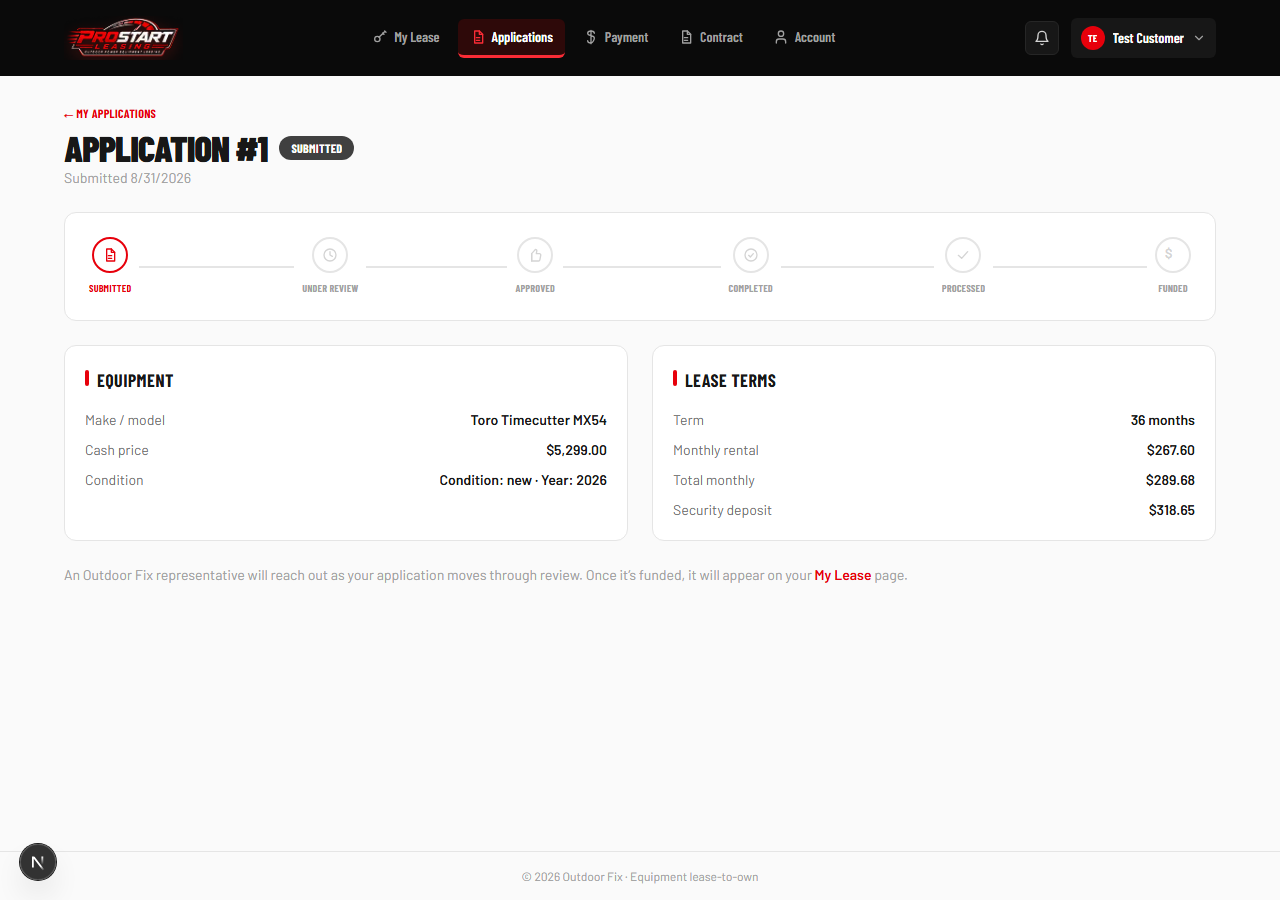 PROSTART
LEASING
My Lease
Applications
Payment
Contract
Account
TE
Test Customer
← MY APPLICATIONS
APPLICATION #1
SUBMITTED
Submitted 8/31/2026
SUBMITTED
UNDER REVIEW
APPROVED
COMPLETED
PROCESSED
$
FUNDED
EQUIPMENT
Make / model Toro Timecutter MX54
Cash price $5,299.00
Condition Condition: new · Year: 2026
LEASE TERMS
Term 36 months
Monthly rental $267.60
Total monthly $289.68
Security deposit $318.65
An Outdoor Fix representative will reach out as your application moves through review. Once it’s funded, it will appear on your My Lease page.
N
© 2026 Outdoor Fix · Equipment lease-to-own